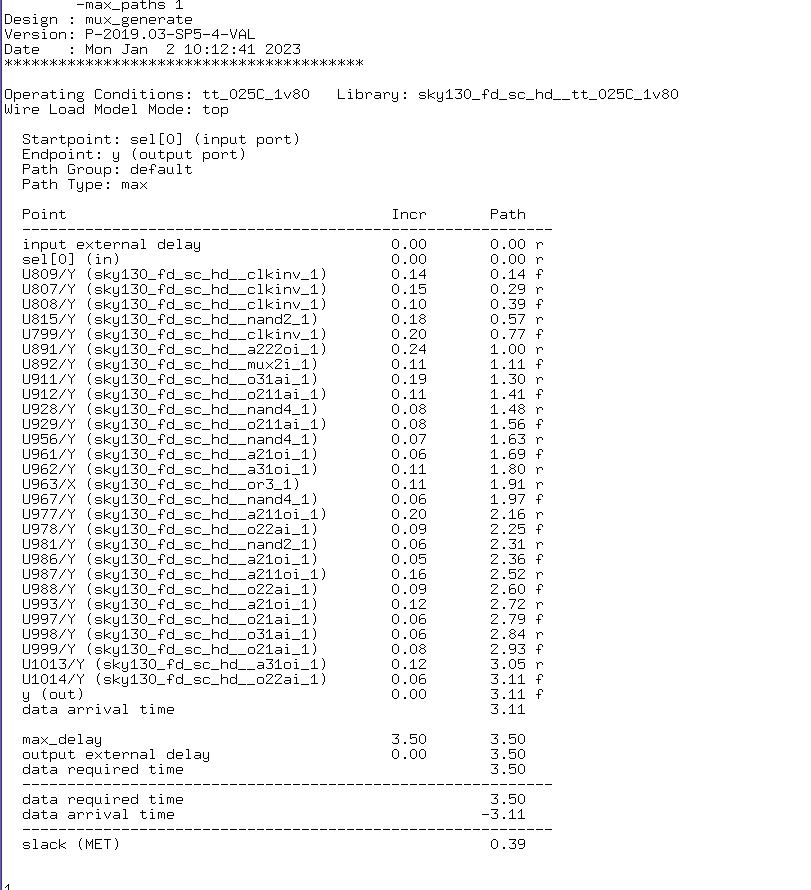 -max_paths 1
Design : mux_generate
Version: P-2019.03-SP5-4-VAL
Date   : Mon Jan  2 10:12:41 2023
****************************************
Operating Conditions: tt_025C_1v80   Library: sky130_fd_sc_hd__tt_025C_1v80
Wire Load Model Mode: top
Startpoint: sel[0] (input port)
Endpoint: y (output port)
Path Group: default
Path Type: max
Point                                    Incr       Path
-----------------------------------------------------------
input external delay                     0.00       0.00 r
sel[0] (in)                              0.00       0.00 r
U809/Y (sky130_fd_sc_hd__clkinv_1)       0.14       0.14 f
U807/Y (sky130_fd_sc_hd__clkinv_1)       0.15       0.29 r
U808/Y (sky130_fd_sc_hd__clkinv_1)       0.10       0.39 f
U815/Y (sky130_fd_sc_hd__nand2_1)        0.18       0.57 r
U799/Y (sky130_fd_sc_hd__clkinv_1)       0.20       0.77 f
U891/Y (sky130_fd_sc_hd__a222oi_1)       0.24       1.00 r
U892/Y (sky130_fd_sc_hd__mux2i_1)        0.11       1.11 f
U911/Y (sky130_fd_sc_hd__o31ai_1)        0.19       1.30 r
U912/Y (sky130_fd_sc_hd__o211ai_1)       0.11       1.41 f
U928/Y (sky130_fd_sc_hd__nand4_1)        0.08       1.48 r
U929/Y (sky130_fd_sc_hd__o211ai_1)       0.08       1.56 f
U956/Y (sky130_fd_sc_hd__nand4_1)        0.07       1.63 r
U961/Y (sky130_fd_sc_hd__a21oi_1)        0.06       1.69 f
U962/Y (sky130_fd_sc_hd__a31oi_1)        0.11       1.80 r
U963/X (sky130_fd_sc_hd__or3_1)          0.11       1.91 r
U967/Y (sky130_fd_sc_hd__nand4_1)        0.06       1.97 f
U977/Y (sky130_fd_sc_hd__a211oi_1)       0.20       2.16 r
U978/Y (sky130_fd_sc_hd__o22ai_1)        0.09       2.25 f
U981/Y (sky130_fd_sc_hd__nand2_1)        0.06       2.31 r
U986/Y (sky130_fd_sc_hd__a21oi_1)        0.05       2.36 f
U987/Y (sky130_fd_sc_hd__a211oi_1)       0.16       2.52 r
U988/Y (sky130_fd_sc_hd__o22ai_1)        0.09       2.60 f
U993/Y (sky130_fd_sc_hd__a21oi_1)        0.12       2.72 r
U997/Y (sky130_fd_sc_hd__o21ai_1)        0.06       2.79 f
U998/Y (sky130_fd_sc_hd__o31ai_1)        0.06       2.84 r
U999/Y (sky130_fd_sc_hd__o21ai_1)        0.08       2.93 f
U1013/Y (sky130_fd_sc_hd__a31oi_1)       0.12       3.05 r
U1014/Y (sky130_fd_sc_hd__o22ai_1)       0.06       3.11 f
y (out)                                  0.00       3.11 f
data arrival time                                   3.11
max_delay                                3.50       3.50
output external delay                    0.00       3.50
data required time                                  3.50
-----------------------------------------------------------
data required time                                  3.50
data arrival time                                  -3.11
-----------------------------------------------------------
slack (MET)                                         0.39
1